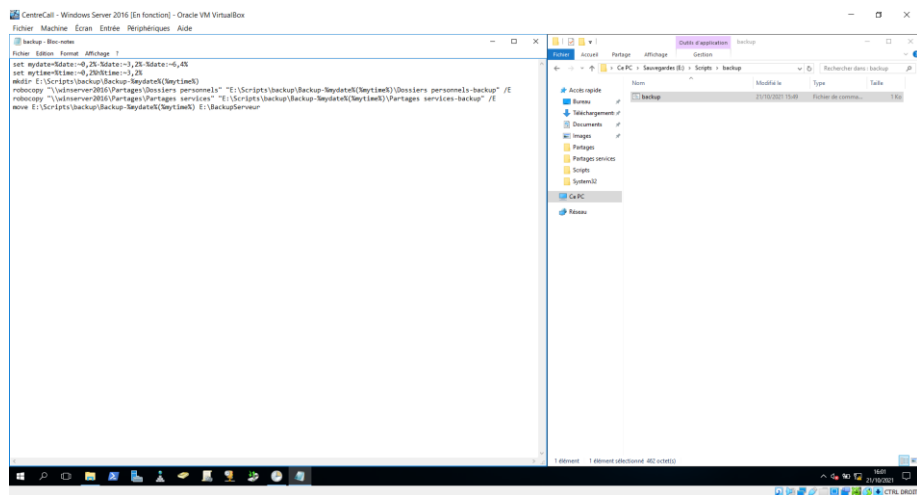 CentreCall - Windows Server 2016 [En fonction] - Oracle VM VirtualBox
Fichier Machine Écran Entrée Périphériques Aide
backup - Bloc-notes
Fichier Edition Format Affichage ?
set mydate=%date:~0,2%-%date:~3,2%-%date:~6,4%
set mytime=%time:~0,2%h%time:~3,2%
mkdir E:\Scripts\backup\Backup-%mydate%(%mytime%)
robocopy "\\winserver2016\Partages\Dossiers personnels" "E:\Scripts\backup\Backup-%mydate%(%mytime%)\Dossiers personnels-backup" /E
robocopy "\\winserver2016\Partages\Partages services" "E:\Scripts\backup\Backup-%mydate%(%mytime%)\Partages services-backup" /E
move E:\Scripts\backup\Backup-%mydate%(%mytime%) E:\BackupServeur
Outils d'application backup
Fichier Accueil Partage Affichage Gestion
Ce PC > Sauvegardes (E:) > Scripts > backup
Rechercher dans : backup
Nom Modifié le Type Taille
backup 21/10/2021 15:49 Fichier de comma... 1 Ko
Accès rapide
Bureau
Téléchargements
Documents
Images
Partages
Partages services
Scripts
System32
Ce PC
Réseau
1 élément 1 élément sélectionné 462 octet(s)
16:01
21/10/2021
CTRL DROITE